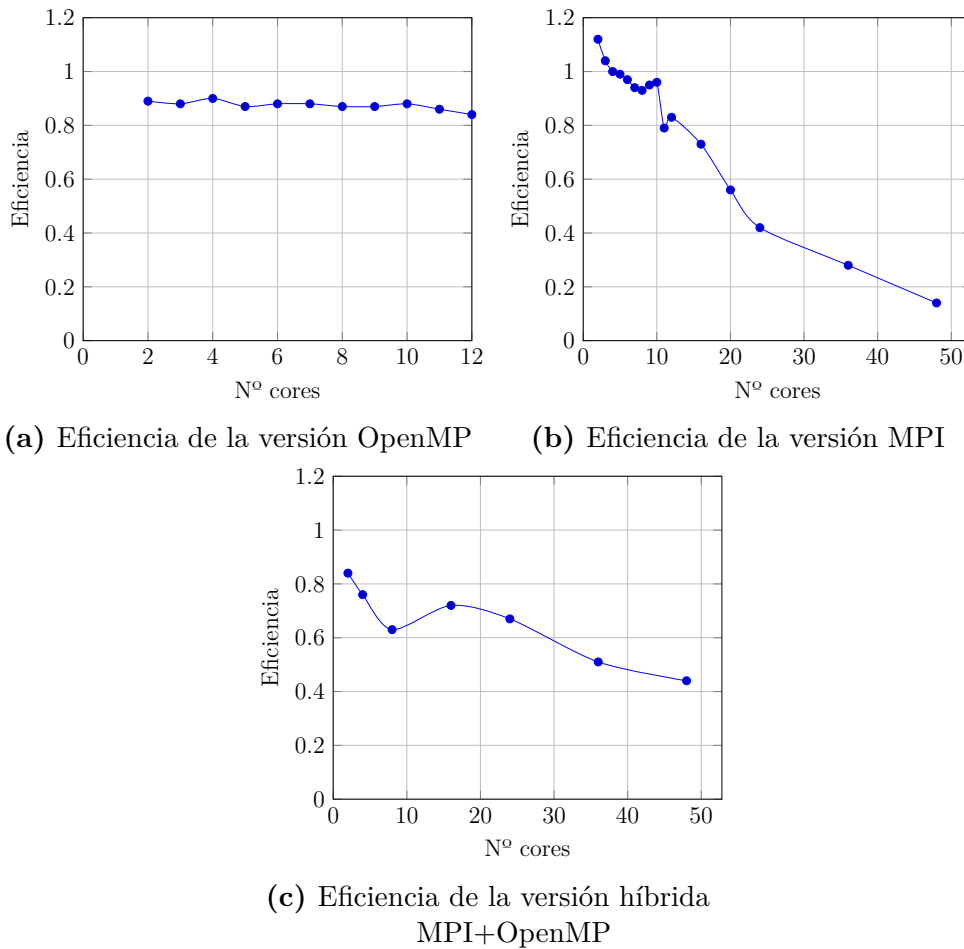 1.2
1
0.8
0.6
0.4
0.2
0
0 2 4 6 8 10 12
Eficiencia
Nº cores
(a) Eficiencia de la versión OpenMP
1.2
1
0.8
0.6
0.4
0.2
0
0 10 20 30 40 50
Eficiencia
Nº cores
(b) Eficiencia de la versión MPI
1.2
1
0.8
0.6
0.4
0.2
0
0 10 20 30 40 50
Eficiencia
Nº cores
(c) Eficiencia de la versión híbrida
MPI+OpenMP